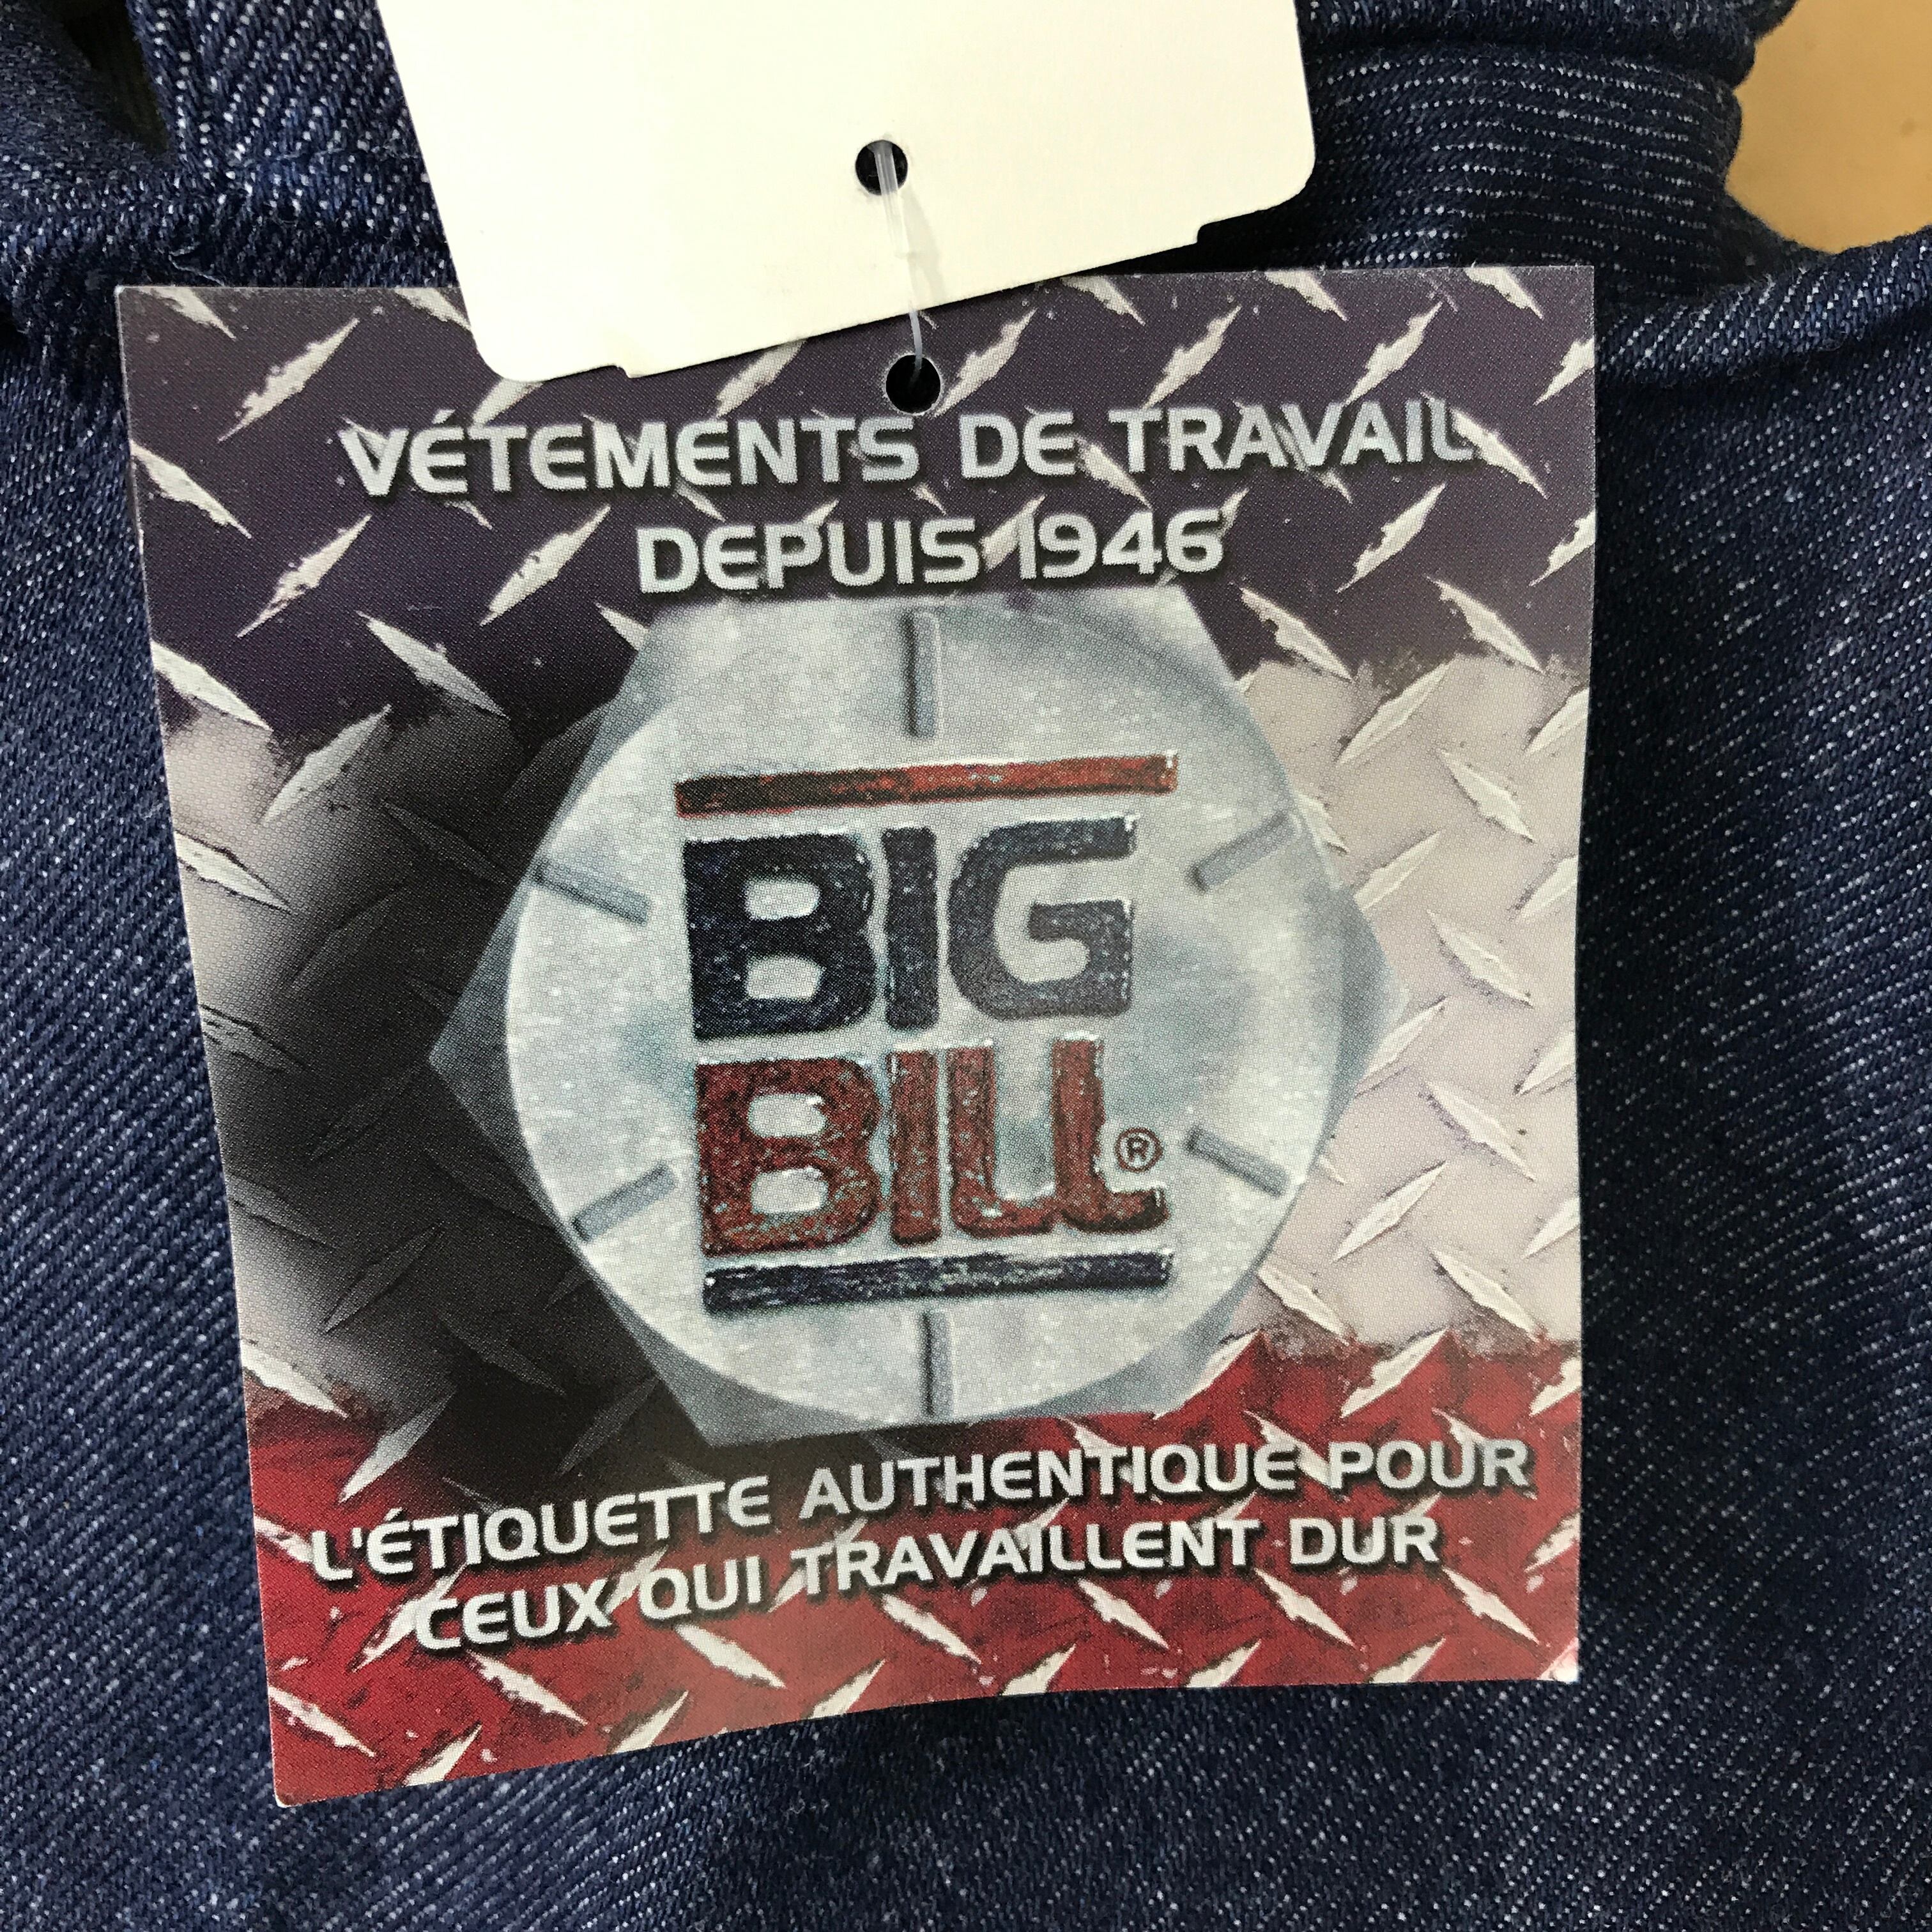 VÊTEMENTS DE TRAVAIL
DEPUIS 1946
BIG
BILL®
L'ÉTIQUETTE AUTHENTIQUE POUR
CEUX QUI TRAVAILLENT DUR